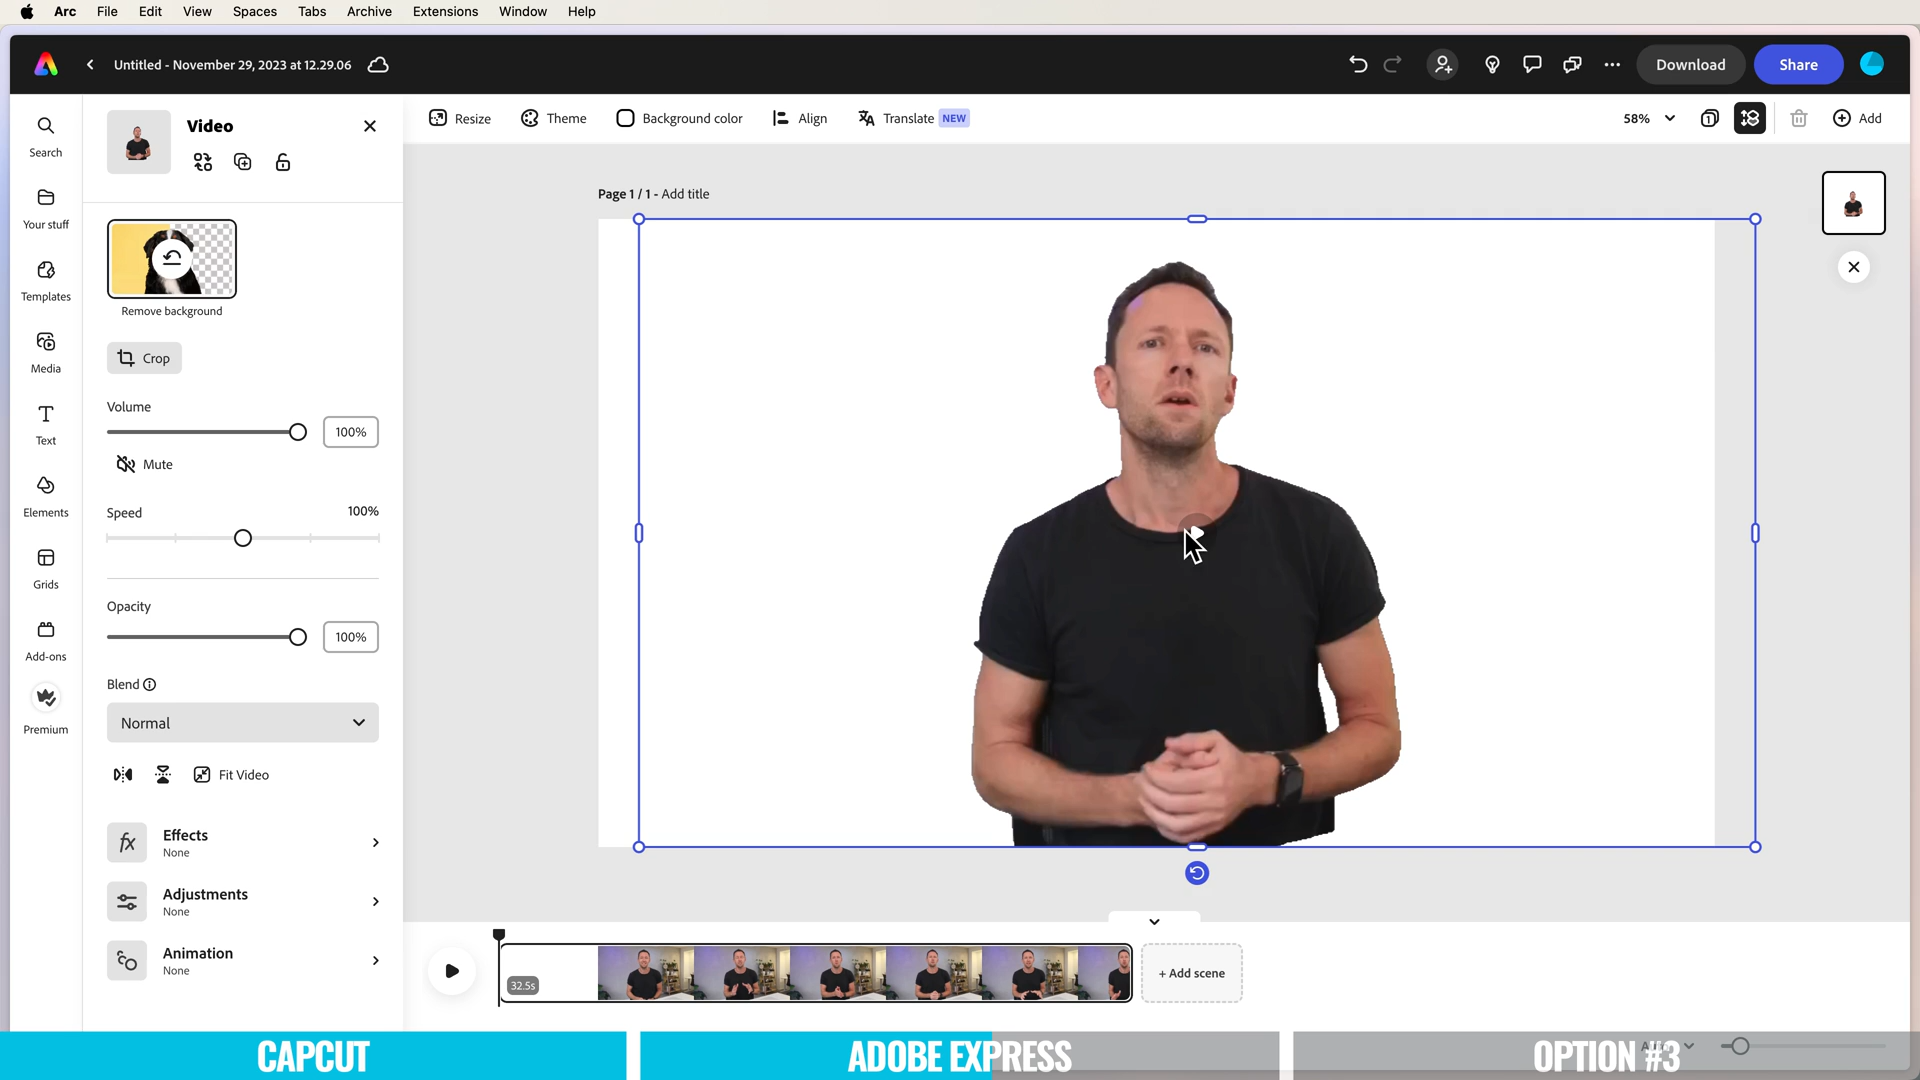 Arc File Edit View Spaces Tabs Archive Extensions Window Help
Untitled - November 29, 2023 at 12.29.06
Download
Share
Search
Your stuff
Templates
Media
Text
Elements
Grids
Add-ons
Premium
Video
Remove background
Crop
Volume
100%
Mute
Speed 100%
Opacity
100%
Blend
Normal
Fit Video
Effects
None
Adjustments
None
Animation
None
Resize Theme Background color Align Translate NEW
58%
1
Add
Page 1 / 1 - Add title
32.5s
+ Add scene
CAPCUT
ADOBE EXPRESS
OPTION #3